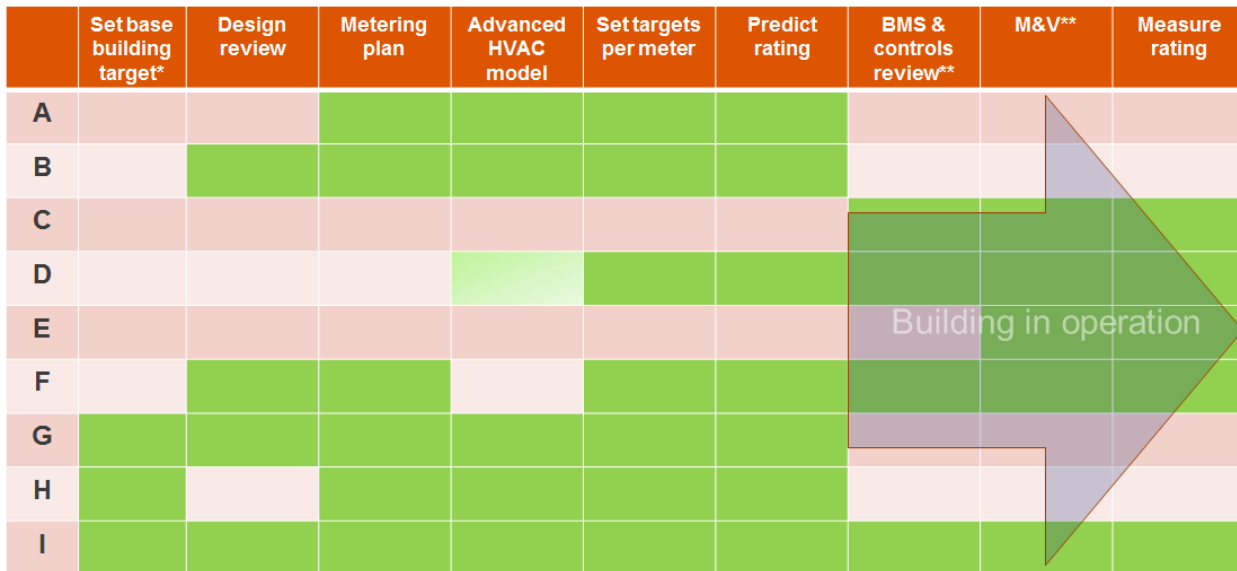 Set base building target*
Design review
Metering plan
Advanced HVAC model
Set targets per meter
Predict rating
BMS & controls review**
M&V**
Measure rating
A
B
C
D
E
Building in operation
F
G
H
I